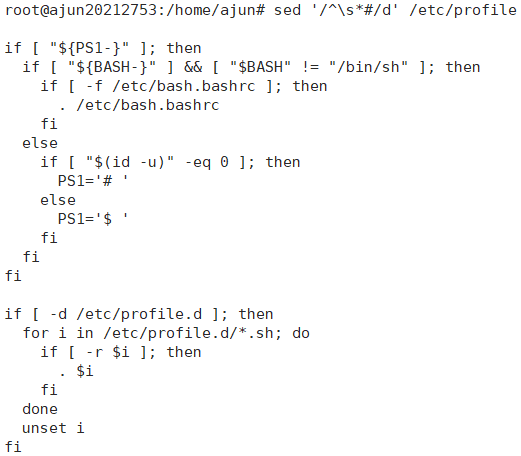 root@ajun20212753:/home/ajun# sed '/^\s*#/d' /etc/profile

if [ "${PS1-}" ]; then
  if [ "${BASH-}" ] && [ "$BASH" != "/bin/sh" ]; then
    if [ -f /etc/bash.bashrc ]; then
      . /etc/bash.bashrc
    fi
  else
    if [ "$(id -u)" -eq 0 ]; then
      PS1='# '
    else
      PS1='$ '
    fi
  fi
fi

if [ -d /etc/profile.d ]; then
  for i in /etc/profile.d/*.sh; do
    if [ -r $i ]; then
      . $i
    fi
  done
  unset i
fi